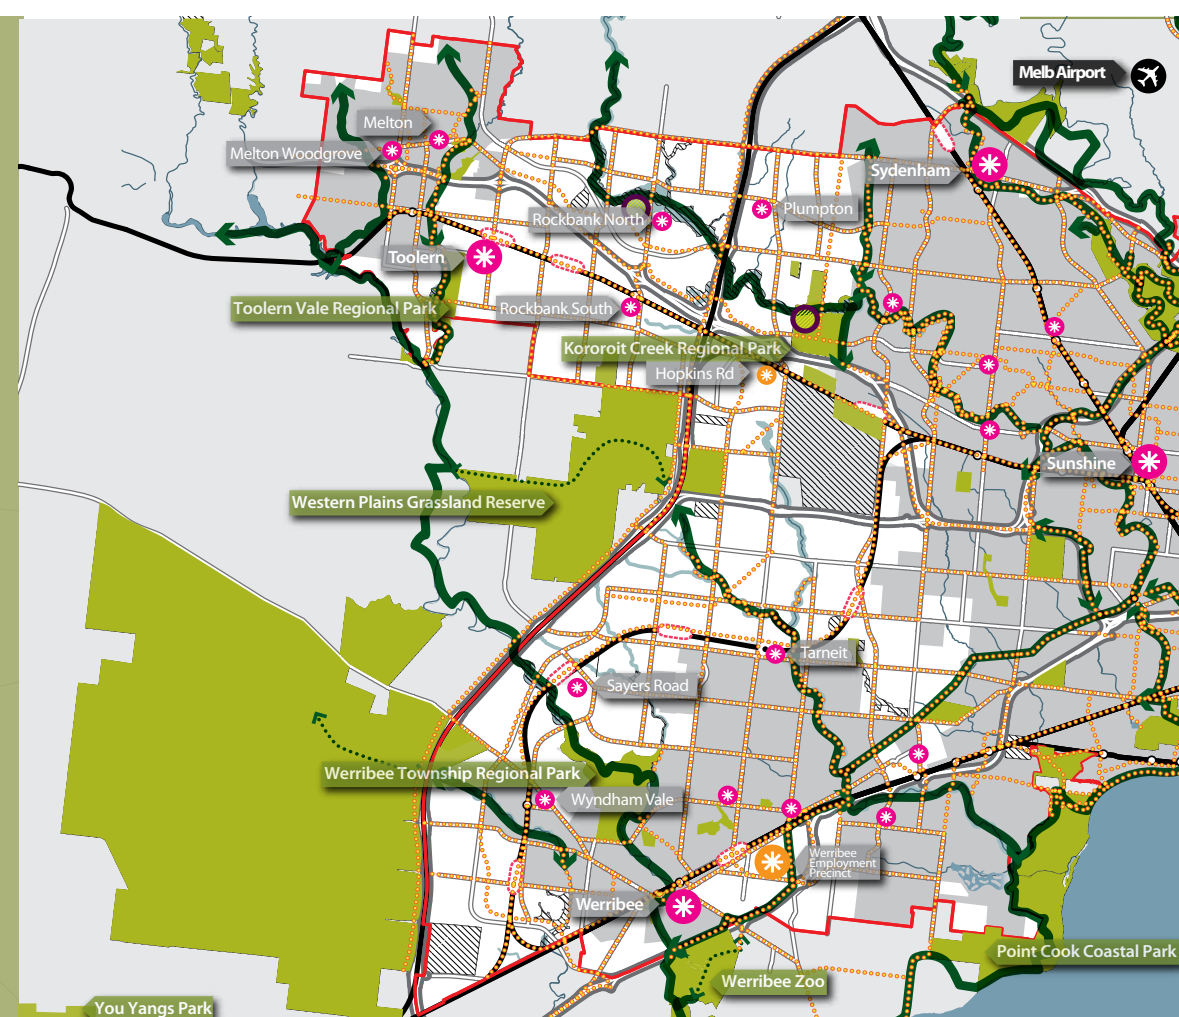 Melb Airport
Melton
Melton Woodgrove
Sydenham
Plumpton
Rockbank North
Toolern
Toolern Vale Regional Park
Rockbank South
Kororoit Creek Regional Park
Hopkins Rd
Sunshine
Western Plains Grassland Reserve
Tarneit
Sayers Road
Werribee Township Regional Park
Wyndham Vale
Werribee
Employment
Precinct
Werribee
Point Cook Coastal Park
Werribee Zoo
You Yangs Park